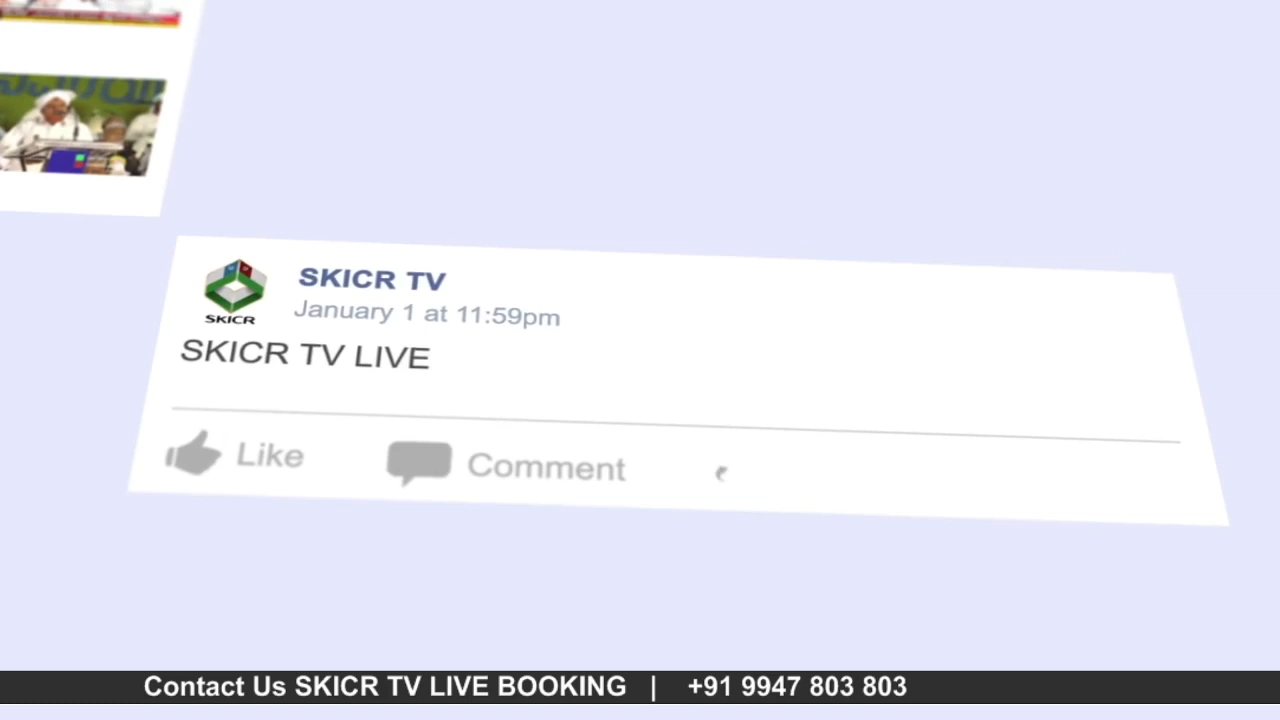 SKICR TV
January 1 at 11:59pm
SKICR
SKICR TV LIVE
Like
Comment
Contact Us SKICR TV LIVE BOOKING | +91 9947 803 803